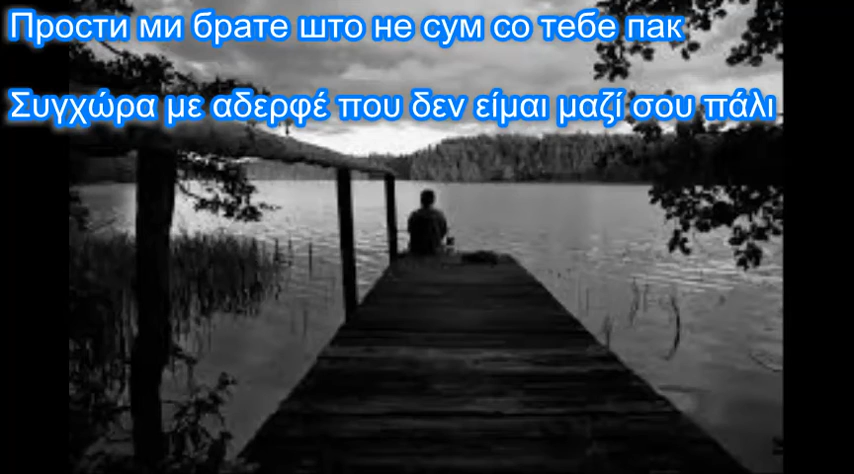 Прости ми брате што не сум со тебе пак
Συγχώρα με αδερφέ που δεν είμαι μαζί σου πάλι